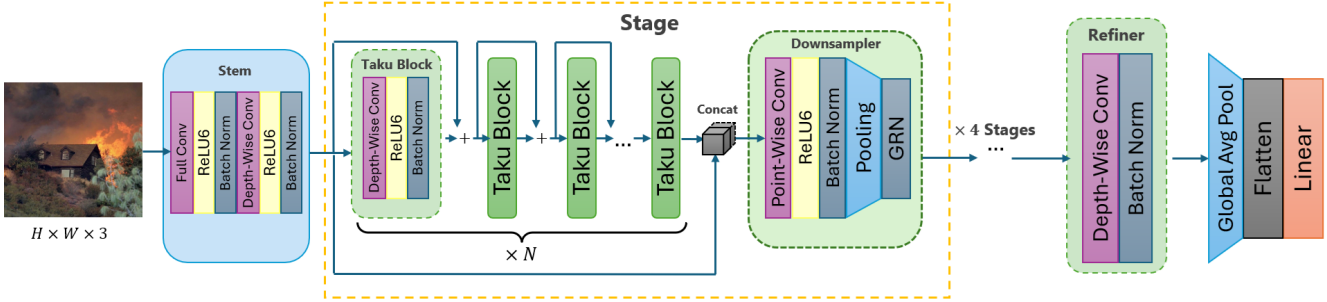 Stage
Stem
Full Conv
ReLU6
Batch Norm
Depth-Wise Conv
ReLU6
Batch Norm
H × W × 3
Taku Block
Depth-Wise Conv
ReLU6
Batch Norm
+
Taku Block
+
Taku Block
...
Taku Block
× N
Concat
Downsampler
Point-Wise Conv
ReLU6
Batch Norm
Pooling
GRN
× 4 Stages
...
Refiner
Depth-Wise Conv
Batch Norm
Global Avg Pool
Flatten
Linear